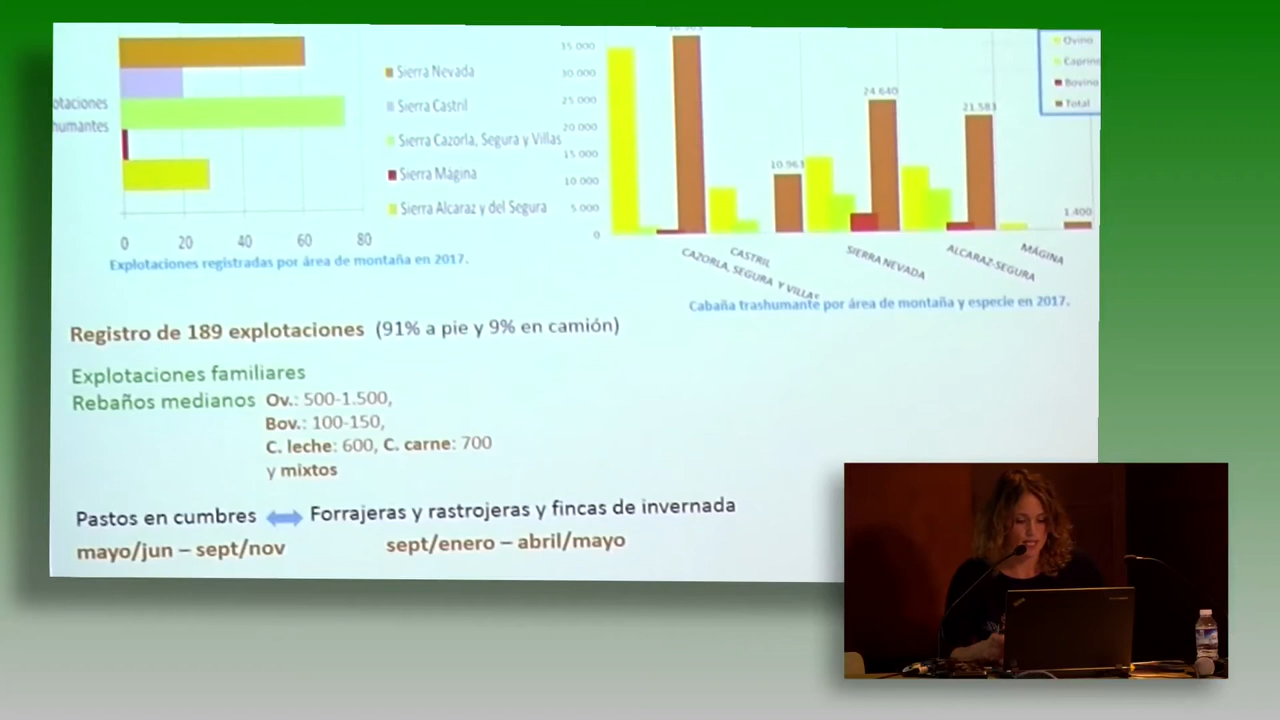 otaciones
humantes
0 20 40 60 80
Sierra Nevada
Sierra Castril
Sierra Cazorla, Segura y Villas
Sierra Mágina
Sierra Alcaraz y del Segura
Explotaciones registradas por área de montaña en 2017.
35 000
30 000
25 000
20 000
15 000
10 000
5 000
0
10.961
24.640
21.583
1.400
Ovino
Caprin
Bovino
Total
CAZORLA, SEGURA Y VILLAS
CASTRIL
SIERRA NEVADA
ALCARAZ-SEGURA
MÁGINA
Cabaña trashumante por área de montaña y especie en 2017.
Registro de 189 explotaciones (91% a pie y 9% en camión)
Explotaciones familiares
Rebaños medianos Ov.: 500-1.500,
Bov.: 100-150,
C. leche: 600, C. carne: 700
y mixtos
Pastos en cumbres Forrajeras y rastrojeras y fincas de invernada
mayo/jun – sept/nov sept/enero – abril/mayo